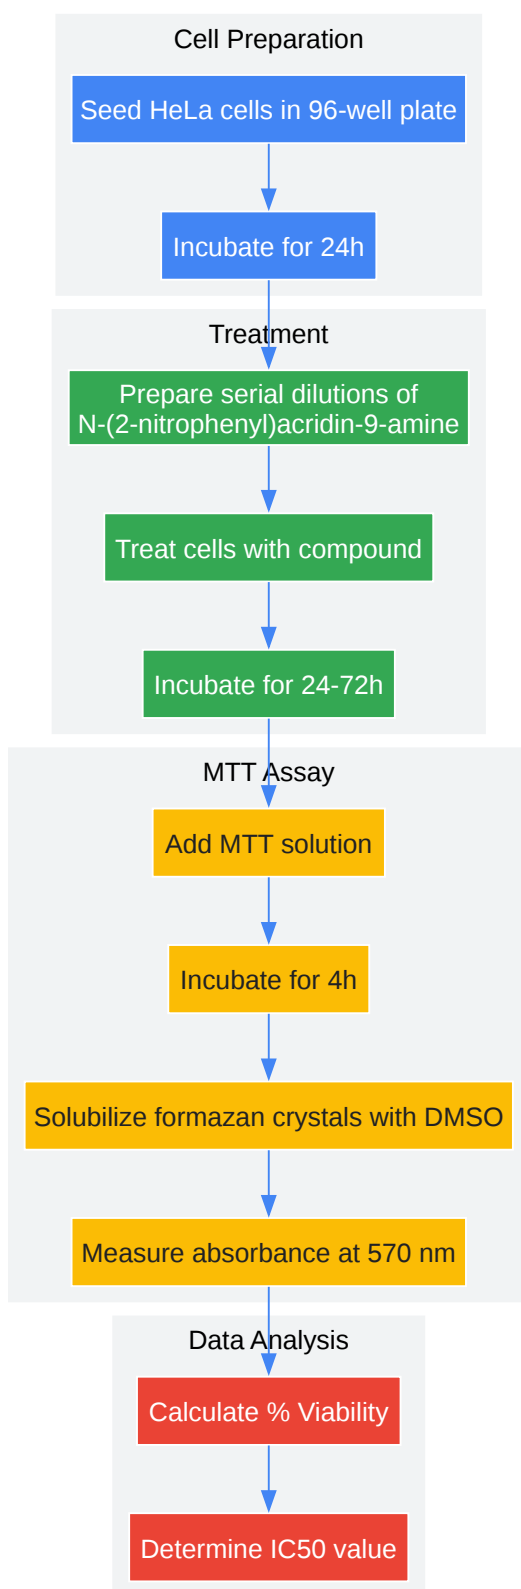 Cell Preparation
Seed HeLa cells in 96-well plate
Incubate for 24h
Treatment
Prepare serial dilutions of
N-(2-nitrophenyl)acridin-9-amine
Treat cells with compound
Incubate for 24-72h
MTT Assay
Add MTT solution
Incubate for 4h
Solubilize formazan crystals with DMSO
Measure absorbance at 570 nm
Data Analysis
Calculate % Viability
Determine IC50 value